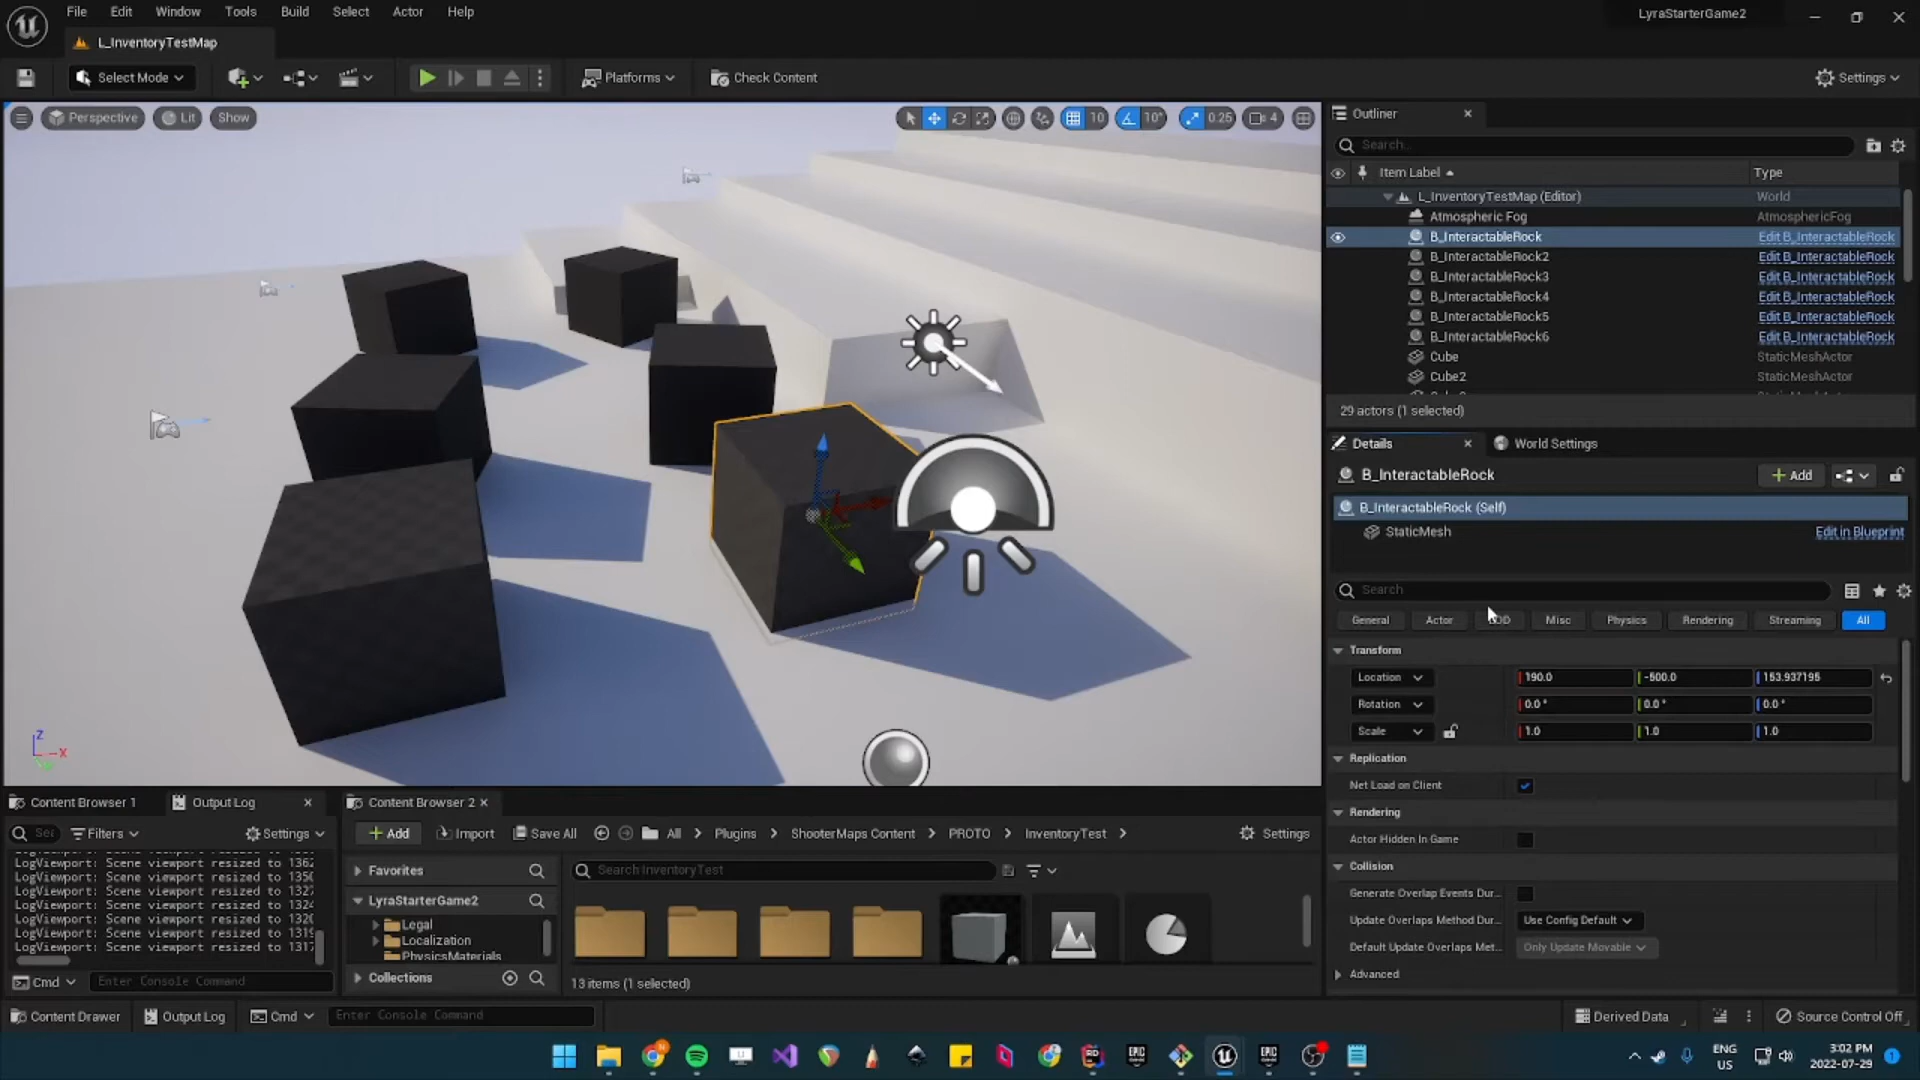 File Edit Window Tools Build Select Actor Help
LyraStarterGame2
L_InventoryTestMap
Select Mode
Platforms
Check Content
Settings
Perspective
Lit
Show
10
10°
0.25
4
Outliner
Search...
Item Label
Type
L_InventoryTestMap (Editor)
World
Atmospheric Fog
AtmosphericFog
B_InteractableRock
Edit B_InteractableRock
B_InteractableRock2
Edit B_InteractableRock
B_InteractableRock3
Edit B_InteractableRock
B_InteractableRock4
Edit B_InteractableRock
B_InteractableRock5
Edit B_InteractableRock
B_InteractableRock6
Edit B_InteractableRock
Cube
StaticMeshActor
Cube2
StaticMeshActor
29 actors (1 selected)
Details
World Settings
B_InteractableRock
Add
B_InteractableRock (Self)
StaticMesh
Edit in Blueprint
Search
General
Actor
Misc
Physics
Rendering
Streaming
All
Transform
Location
190.0
-500.0
153.937195
Rotation
0.0°
0.0°
0.0°
Scale
1.0
1.0
1.0
Replication
Net Load on Client
Rendering
Actor Hidden In Game
Collision
Generate Overlap Events Dur...
Update Overlaps Method Dur...
Use Config Default
Default Update Overlaps Met...
Only Update Movable
Advanced
Z
X
Content Browser 1
Output Log
Filters
Settings
LogViewport: Scene viewport resized to 1362
LogViewport: Scene viewport resized to 1350
LogViewport: Scene viewport resized to 1327
LogViewport: Scene viewport resized to 1324
LogViewport: Scene viewport resized to 1320
LogViewport: Scene viewport resized to 1319
LogViewport: Scene viewport resized to 1317
Cmd
Enter Console Command
Content Browser 2
Add
Import
Save All
All
Plugins
ShooterMaps Content
PROTO
InventoryTest
Settings
Favorites
LyraStarterGame2
Legal
Localization
PhysicsMaterials
Collections
Search InventoryTest
13 items (1 selected)
Content Drawer
Output Log
Cmd
Enter Console Command
Derived Data
Source Control Off
ENG
US
3:02 PM
2022-07-29